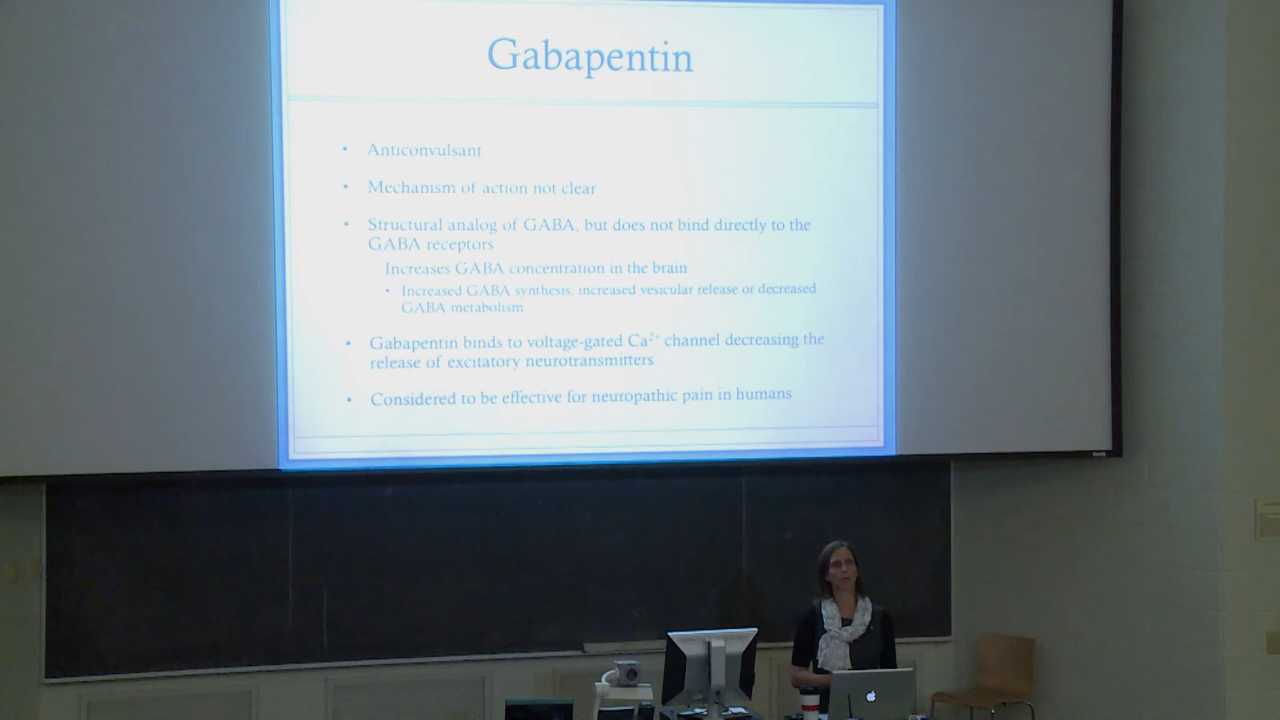 Gabapentin
• Anticonvulsant
• Mechanism of action not clear
• Structural analog of GABA, but does not bind directly to the
GABA receptors
Increases GABA concentration in the brain
• Increased GABA synthesis, increased vesicular release or decreased
GABA metabolism
• Gabapentin binds to voltage-gated Ca²⁺ channel decreasing the
release of excitatory neurotransmitters
• Considered to be effective for neuropathic pain in humans